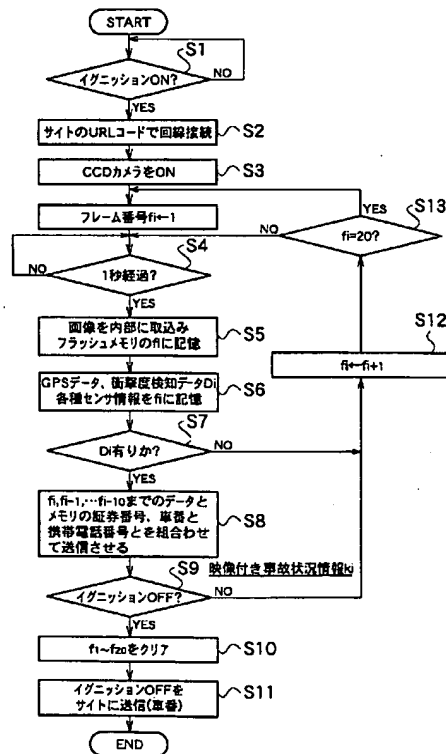 START
S1
イグニッションON?
NO
YES
サイトのURLコードで回線接続
S2
CCDカメラをON
S3
フレーム番号fi←1
S4
NO
1秒経過?
YES
画像を内部に取込み
フラッシュメモリのfiに記憶
S5
GPSデータ、衝撃度検知データDi
各種センサ情報をfiに記憶
S6
S7
Di有りか?
NO
YES
fi,fi-1,…fi-10までのデータと
メモリの証券番号、車番と
携帯電話番号とを組合わせ
て送信させる
S8
映像付き事故状況情報ki
S9
イグニッションOFF?
NO
YES
f1~f20をクリア
S10
イグニッションOFFを
サイトに送信(車番)
S11
END
S12
fi←fi+1
S13
fi=20?
YES
NO